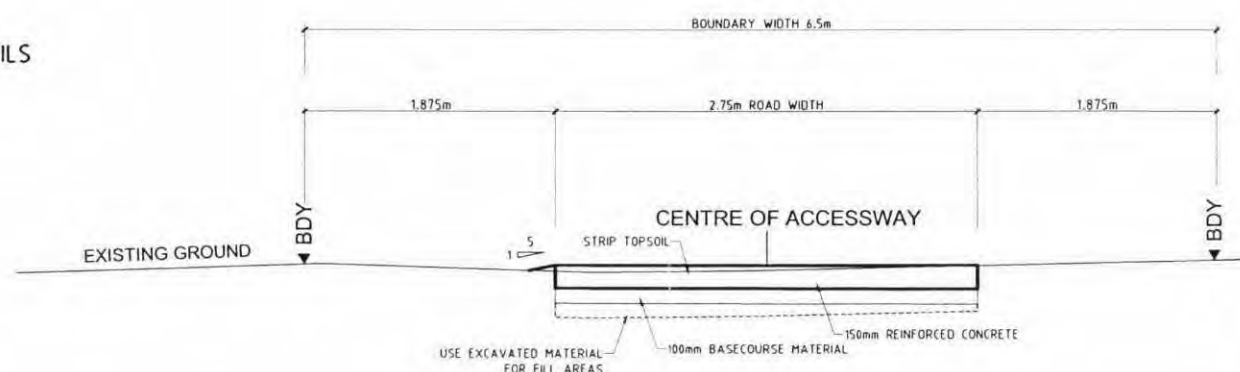 BOUNDARY WIDTH 6.5m
ILS
1.875m
2.75m ROAD WIDTH
1.875m
BDY
BDY
CENTRE OF ACCESSWAY
EXISTING GROUND
5
1
STRIP TOPSOIL
150mm REINFORCED CONCRETE
100mm BASECOURSE MATERIAL
USE EXCAVATED MATERIAL
FOR FILL AREAS